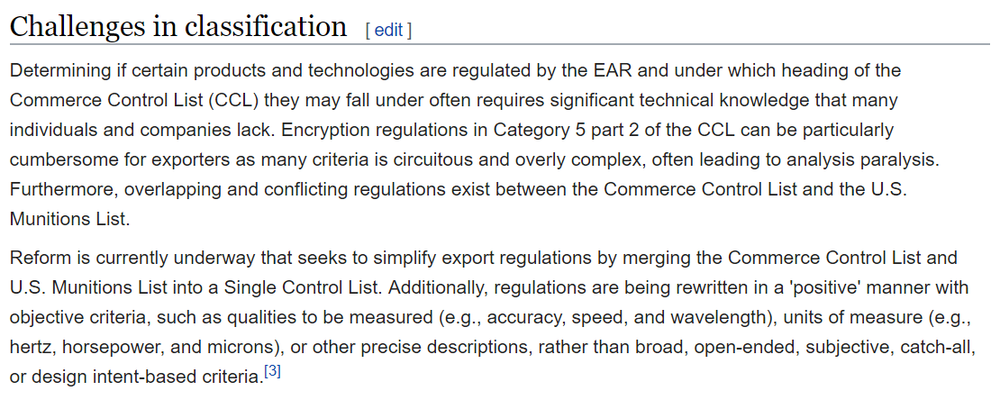 Challenges in classification [ edit ]
Determining if certain products and technologies are regulated by the EAR and under which heading of the
Commerce Control List (CCL) they may fall under often requires significant technical knowledge that many
individuals and companies lack. Encryption regulations in Category 5 part 2 of the CCL can be particularly
cumbersome for exporters as many criteria is circuitous and overly complex, often leading to analysis paralysis.
Furthermore, overlapping and conflicting regulations exist between the Commerce Control List and the U.S.
Munitions List.
Reform is currently underway that seeks to simplify export regulations by merging the Commerce Control List and
U.S. Munitions List into a Single Control List. Additionally, regulations are being rewritten in a 'positive' manner with
objective criteria, such as qualities to be measured (e.g., accuracy, speed, and wavelength), units of measure (e.g.,
hertz, horsepower, and microns), or other precise descriptions, rather than broad, open-ended, subjective, catch-all,
or design intent-based criteria.[3]